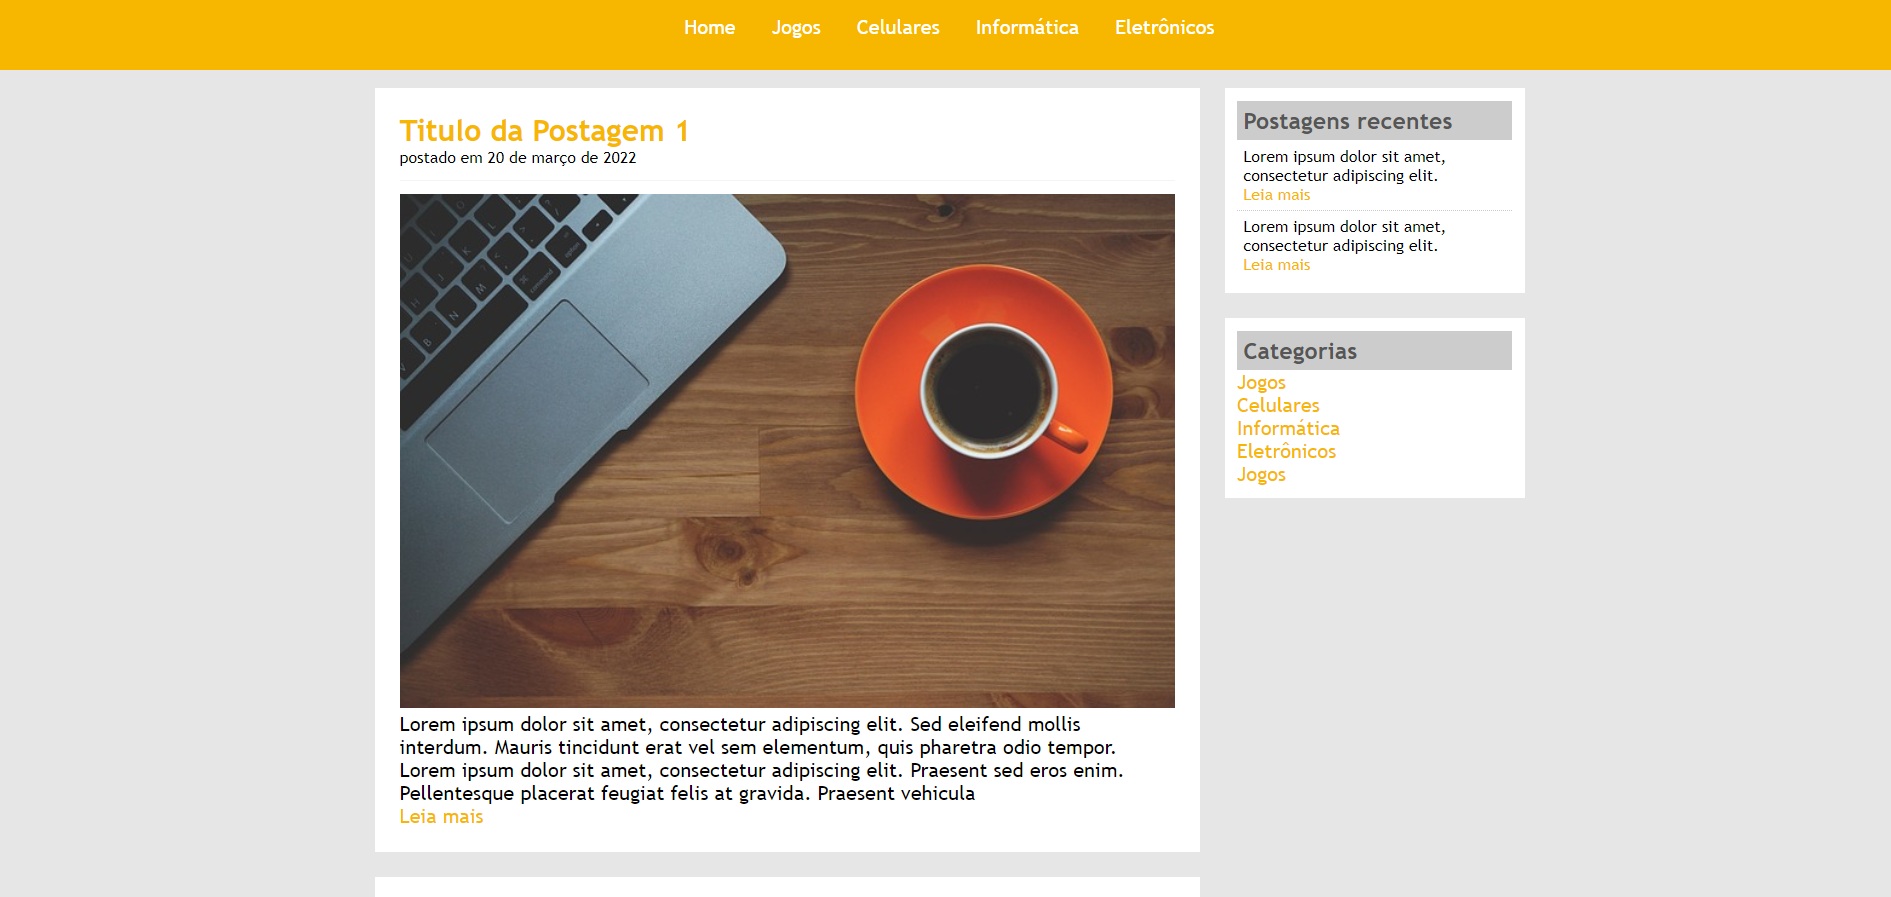 Home Jogos Celulares Informática Eletrônicos
Titulo da Postagem 1
postado em 20 de março de 2022
command
option
Lorem ipsum dolor sit amet, consectetur adipiscing elit. Sed eleifend mollis
interdum. Mauris tincidunt erat vel sem elementum, quis pharetra odio tempor.
Lorem ipsum dolor sit amet, consectetur adipiscing elit. Praesent sed eros enim.
Pellentesque placerat feugiat felis at gravida. Praesent vehicula
Leia mais
Postagens recentes
Lorem ipsum dolor sit amet,
consectetur adipiscing elit.
Leia mais
Lorem ipsum dolor sit amet,
consectetur adipiscing elit.
Leia mais
Categorias
Jogos
Celulares
Informática
Eletrônicos
Jogos